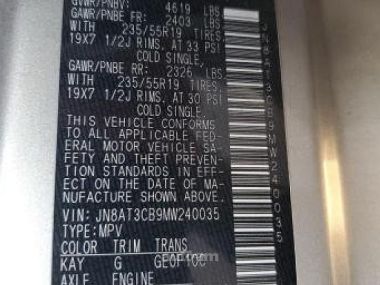 GVWR/PNBV: 4619 LBS
GAWR/PNBE FR: 2403 LBS
WITH 235/55R19 TIRES
19X7 1/2J RIMS, AT 33 PSI
COLD SINGLE,
GAWR/PNBE RR: 2326 LBS
WITH 235/55R19 TIRES
19X7 1/2J RIMS, AT 30 PSI
COLD SINGLE,
THIS VEHICLE CONFORMS
TO ALL APPLICABLE FED-
ERAL MOTOR VEHICLE SA-
FETY AND THEFT PREVEN-
TION STANDARDS IN EFFECT
ON THE DATE OF MA-
NUFACTURE SHOWN ABOVE.
VIN: JN8AT3CB9MW240035
TYPE:MPV
COLOR TRIM TRANS
KAY G
AXLE ENGINE
JN8AT3CB9MW240035